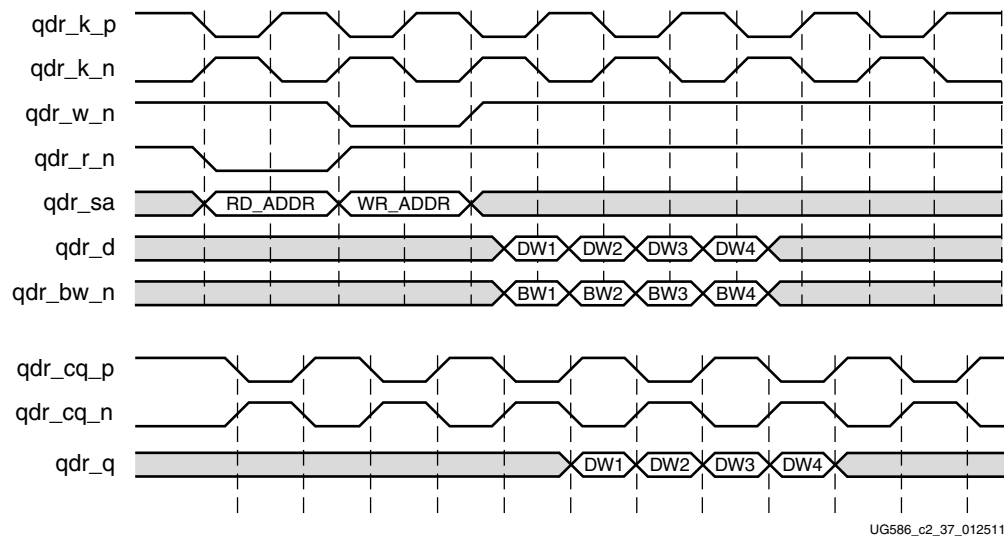 qdr_k_p
qdr_k_n
qdr_w_n
qdr_r_n
qdr_sa RD_ADDR WR_ADDR
qdr_d DW1 DW2 DW3 DW4
qdr_bw_n BW1 BW2 BW3 BW4
qdr_cq_p
qdr_cq_n
qdr_q DW1 DW2 DW3 DW4
UG586_c2_37_012511